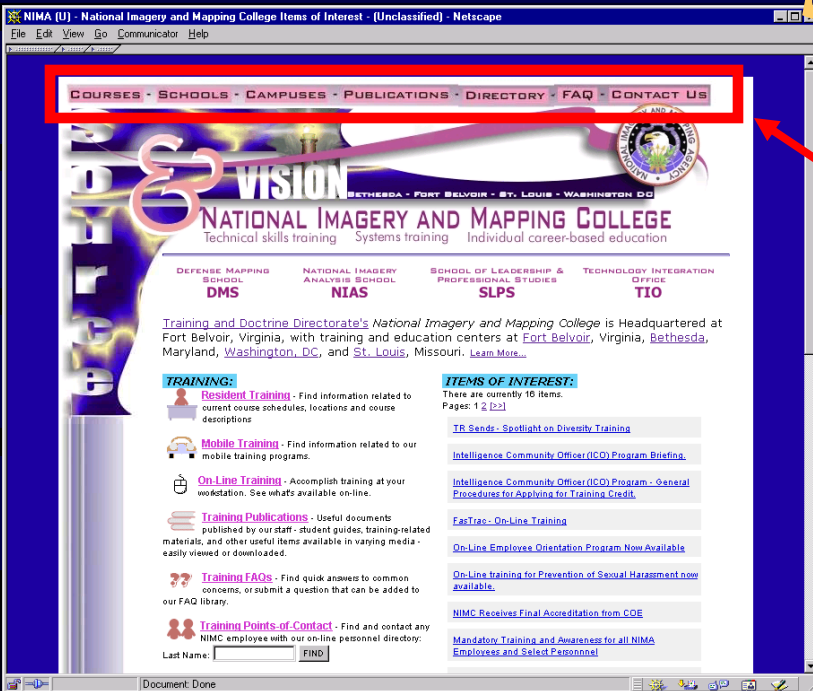 NIMA (U) - National Imagery and Mapping College Items of Interest - (Unclassified) - Netscape
File Edit View Go Communicator Help
COURSES - SCHOOLS - CAMPUSES - PUBLICATIONS - DIRECTORY - FAQ - CONTACT US
Source
&
VISION
BETHESDA - FORT BELVOIR - ST. LOUIS - WASHINGTON DC
NATIONAL IMAGERY AND MAPPING AGENCY
NATIONAL IMAGERY AND MAPPING COLLEGE
Technical skills training Systems training Individual career-based education
DEFENSE MAPPING SCHOOL
DMS
NATIONAL IMAGERY ANALYSIS SCHOOL
NIAS
SCHOOL OF LEADERSHIP & PROFESSIONAL STUDIES
SLPS
TECHNOLOGY INTEGRATION OFFICE
TIO
Training and Doctrine Directorate's National Imagery and Mapping College is Headquartered at
Fort Belvoir, Virginia, with training and education centers at Fort Belvoir, Virginia, Bethesda,
Maryland, Washington, DC, and St. Louis, Missouri. Learn More...
TRAINING:
Resident Training - Find information related to
current course schedules, locations and course
descriptions
Mobile Training - Find information related to our
mobile training programs.
On-Line Training - Accomplish training at your
workstation. See what's available on-line.
Training Publications - Useful documents
published by our staff - student guides, training-related
materials, and other useful items available in varying media -
easily viewed or downloaded.
Training FAQs - Find quick answers to common
concerns, or submit a question that can be added to
our FAQ library.
Training Points-of-Contact - Find and contact any
NIMC employee with our on-line personnel directory:
Last Name: FIND
ITEMS OF INTEREST:
There are currently 16 items.
Pages: 1 2 [>>]
TR Sends - Spotlight on Diversity Training
Intelligence Community Officer (ICO) Program Briefing.
Intelligence Community Officer (ICO) Program - General
Procedures for Applying for Training Credit.
FasTrac - On-Line Training
On-Line Employee Orientation Program Now Available
On-Line training for Prevention of Sexual Harassment now
available.
NIMC Receives Final Accreditation from COE
Mandatory Training and Awareness for all NIMA
Employees and Select Personnnel
Document: Done